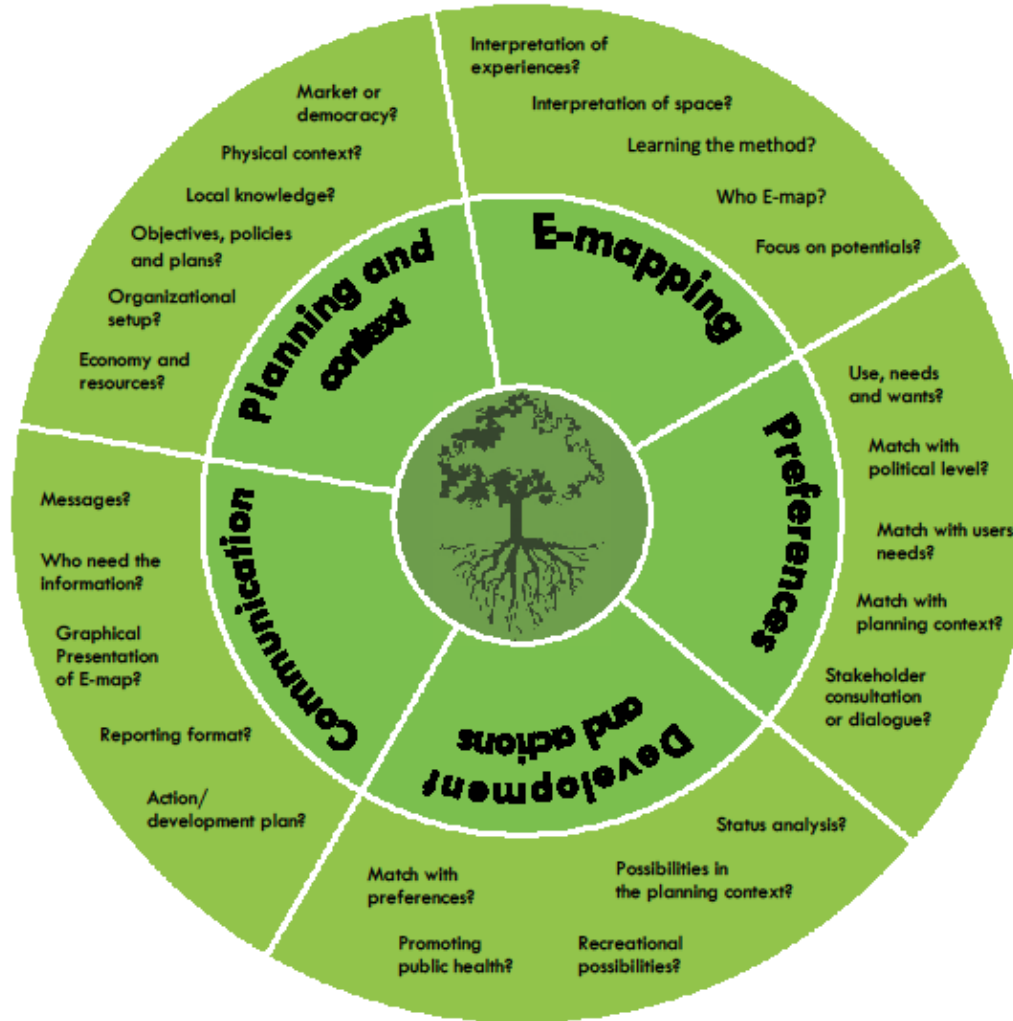 Interpretation of
experiences?
Interpretation of space?
Learning the method?
Who E-map?
Focus on potentials?
E-mapping
Use, needs
and wants?
Match with
political level?
Match with users
needs?
Match with
planning context?
Stakeholder
consultation
or dialogue?
Preferences
Status analysis?
Possibilities in
the planning context?
Recreational
possibilities?
Match with
preferences?
Promoting
public health?
Development
and actions
Messages?
Who need the
information?
Graphical
Presentation
of E-map?
Reporting format?
Action/
development plan?
Communication
Market or
democracy?
Physical context?
Local knowledge?
Objectives, policies
and plans?
Organizational
setup?
Economy and
resources?
Planning and
context